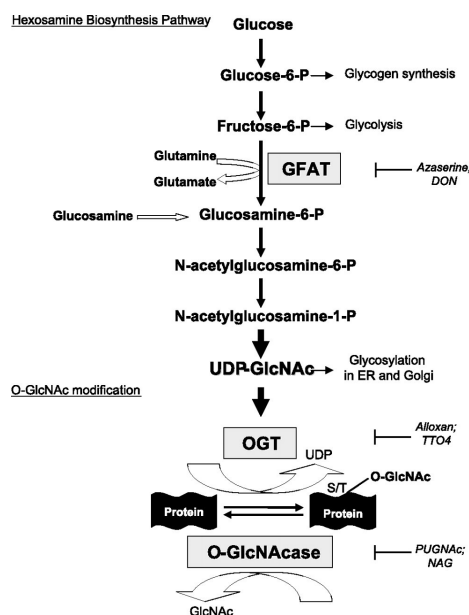 Hexosamine Biosynthesis Pathway
Glucose
Glucose-6-P
Glycogen synthesis
Fructose-6-P
Glycolysis
Glutamine
Glutamate
GFAT
Azaserine;
DON
Glucosamine
Glucosamine-6-P
N-acetylglucosamine-6-P
N-acetylglucosamine-1-P
UDP-GlcNAc
Glycosylation
in ER and Golgi
O-GlcNAc modification
OGT
Alloxan;
TTO4
UDP
O-GlcNAc
S/T
Protein
Protein
O-GlcNAcase
PUGNAc;
NAG
GlcNAc